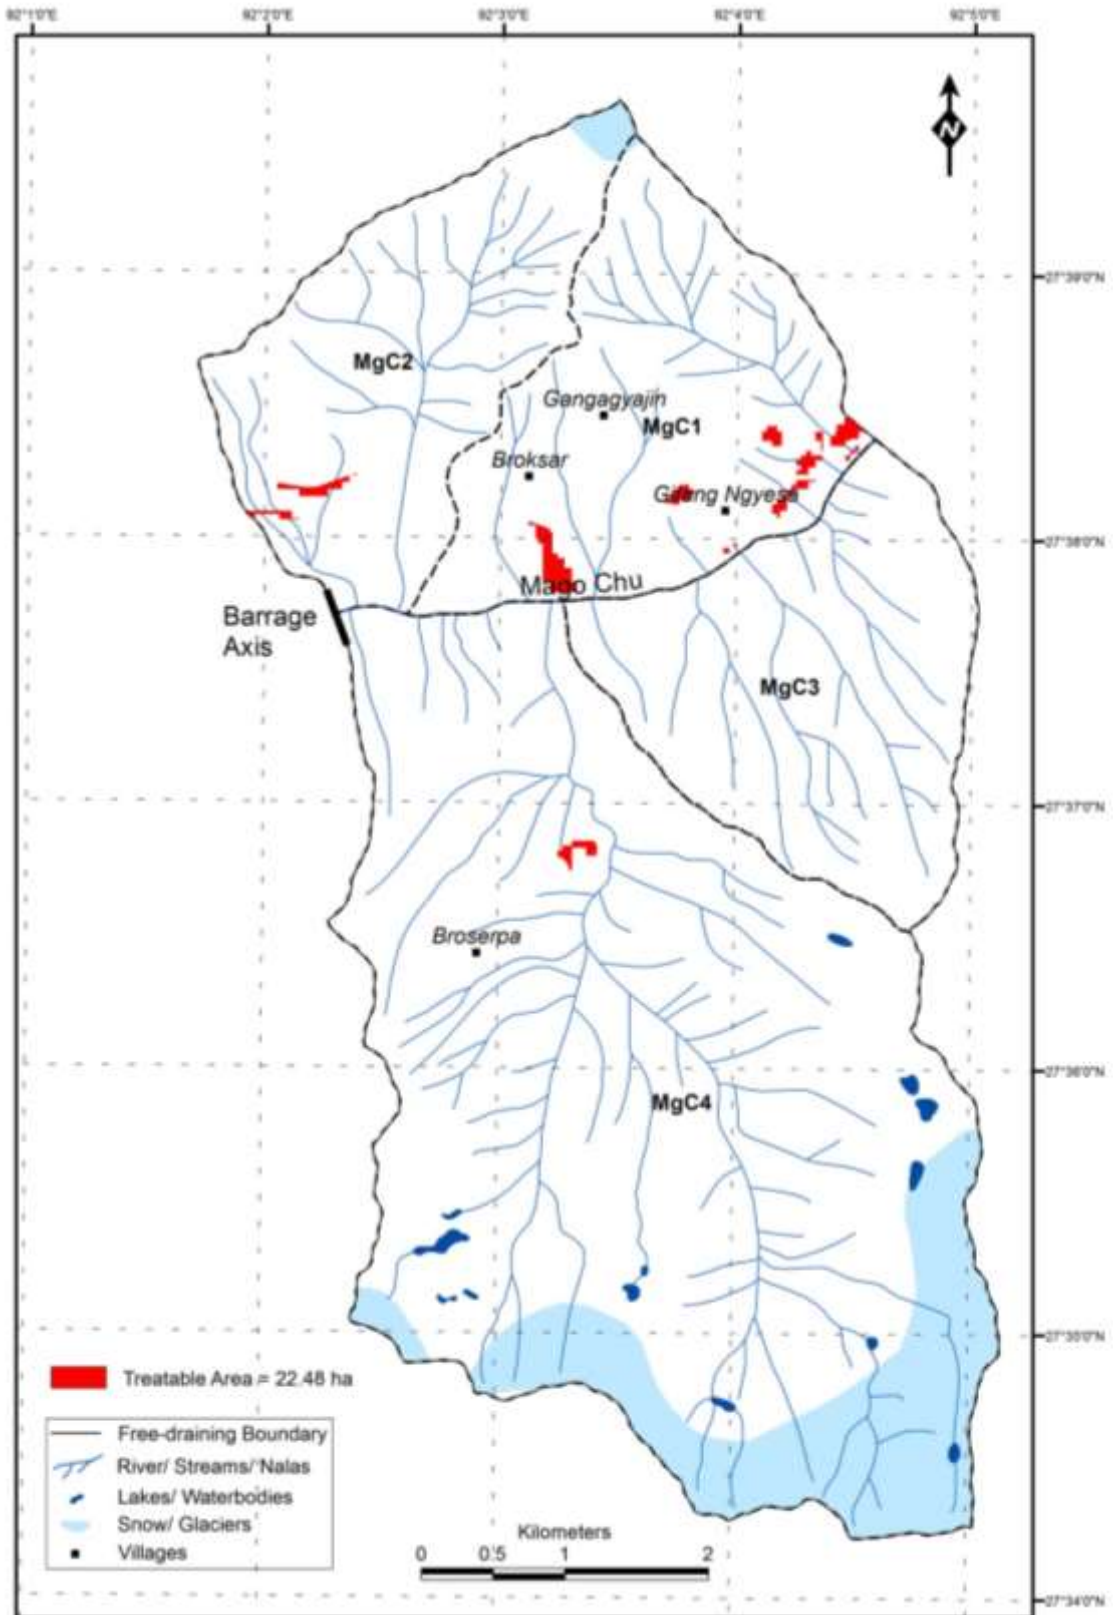 92°1'0"E 92°2'0"E 92°3'0"E 92°4'0"E 92°5'0"E
N
27°39'0"N
MgC2
Gangagyajin
MgC1
Broksar
Ngyese
27°38'0"N
Mago Chu
Barrage
Axis
MgC3
27°37'0"N
Broserpa
27°36'0"N
MgC4
27°35'0"N
Treatable Area = 22.48 ha
Free-draining Boundary
River/ Streams/ Nalas
Lakes/ Waterbodies
Snow/ Glaciers
Villages
Kilometers
0 0.5 1 2
27°34'0"N